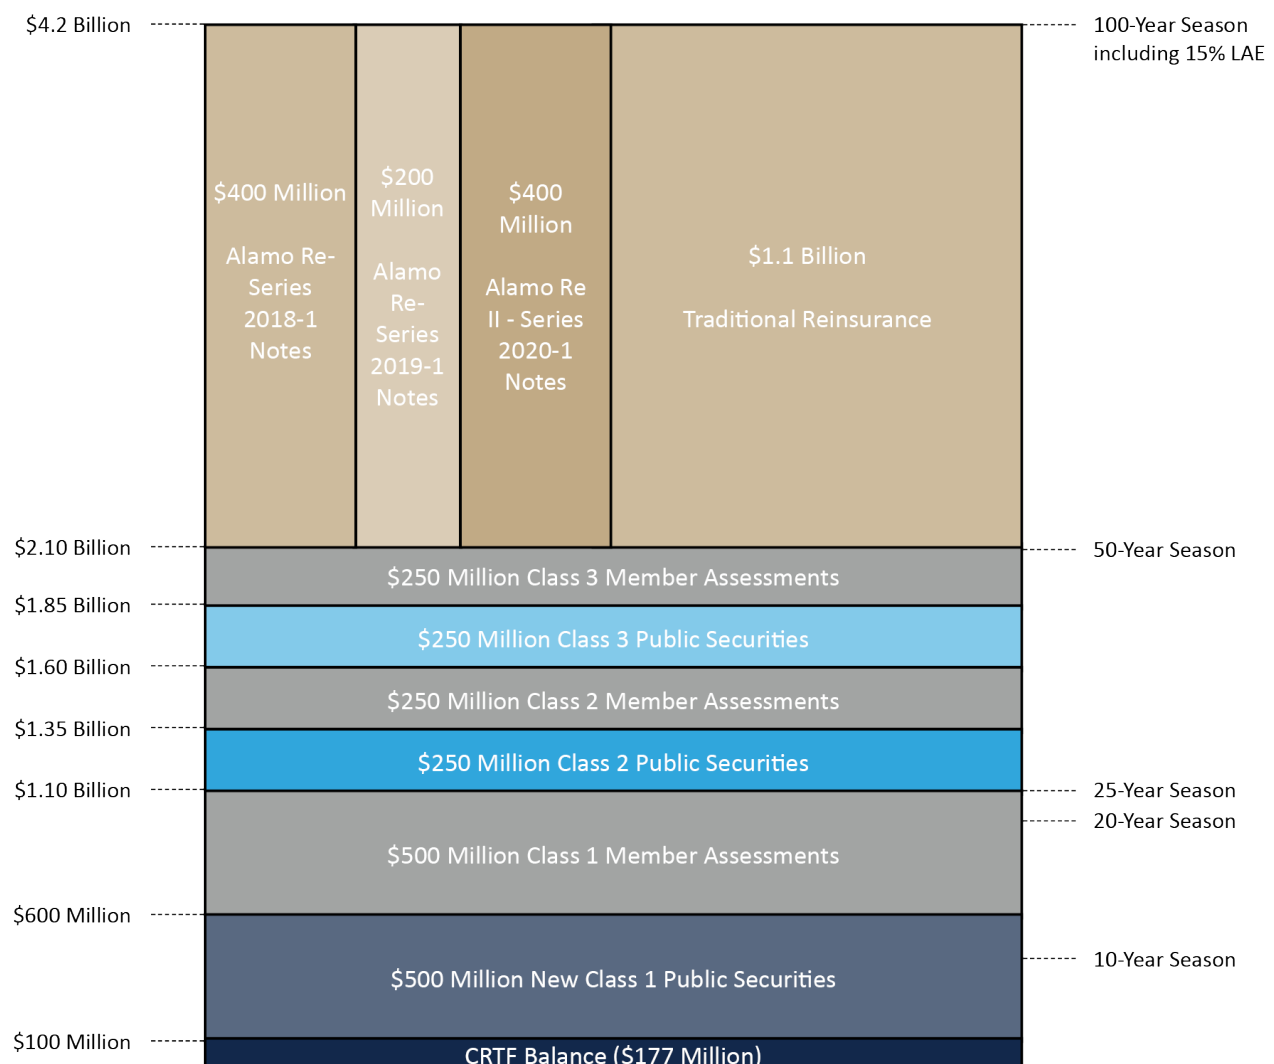 $4.2 Billion
100-Year Season
including 15% LAE
$400 Million
Alamo Re-
Series
2018-1
Notes
$200
Million
Alamo
Re-
Series
2019-1
Notes
$400
Million
Alamo Re
II - Series
2020-1
Notes
$1.1 Billion
Traditional Reinsurance
$2.10 Billion
50-Year Season
$250 Million Class 3 Member Assessments
$1.85 Billion
$250 Million Class 3 Public Securities
$1.60 Billion
$250 Million Class 2 Member Assessments
$1.35 Billion
$250 Million Class 2 Public Securities
$1.10 Billion
25-Year Season
20-Year Season
$500 Million Class 1 Member Assessments
$600 Million
10-Year Season
$500 Million New Class 1 Public Securities
$100 Million
CRTF Balance ($177 Million)